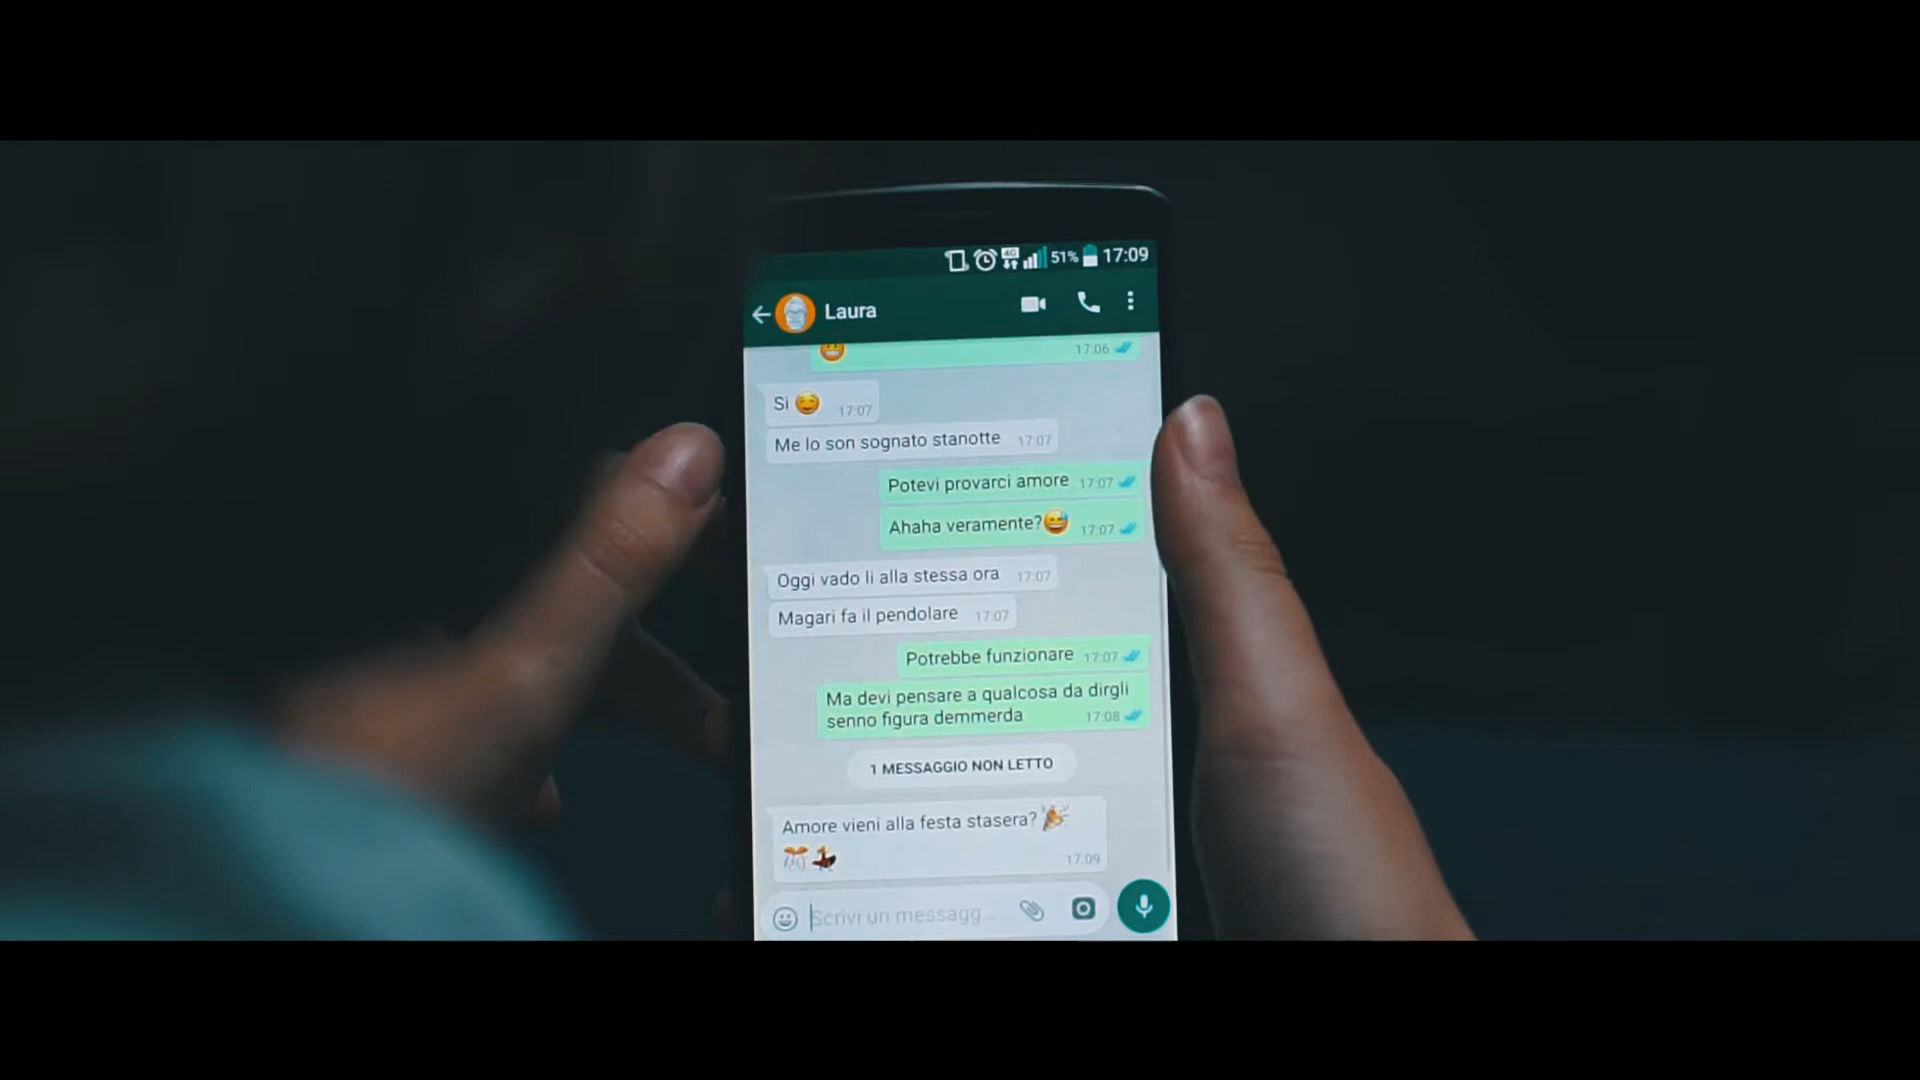 4G 51% 17:09
Laura
17:06
Si 17:07
Me lo son sognato stanotte 17:07
Potevi provarci amore 17:07
Ahaha veramente? 17:07
Oggi vado li alla stessa ora 17:07
Magari fa il pendolare 17:07
Potrebbe funzionare 17:07
Ma devi pensare a qualcosa da dirgli
senno figura demmerda 17:08
1 MESSAGGIO NON LETTO
Amore vieni alla festa stasera?
17:09
Scrivi un messagg...